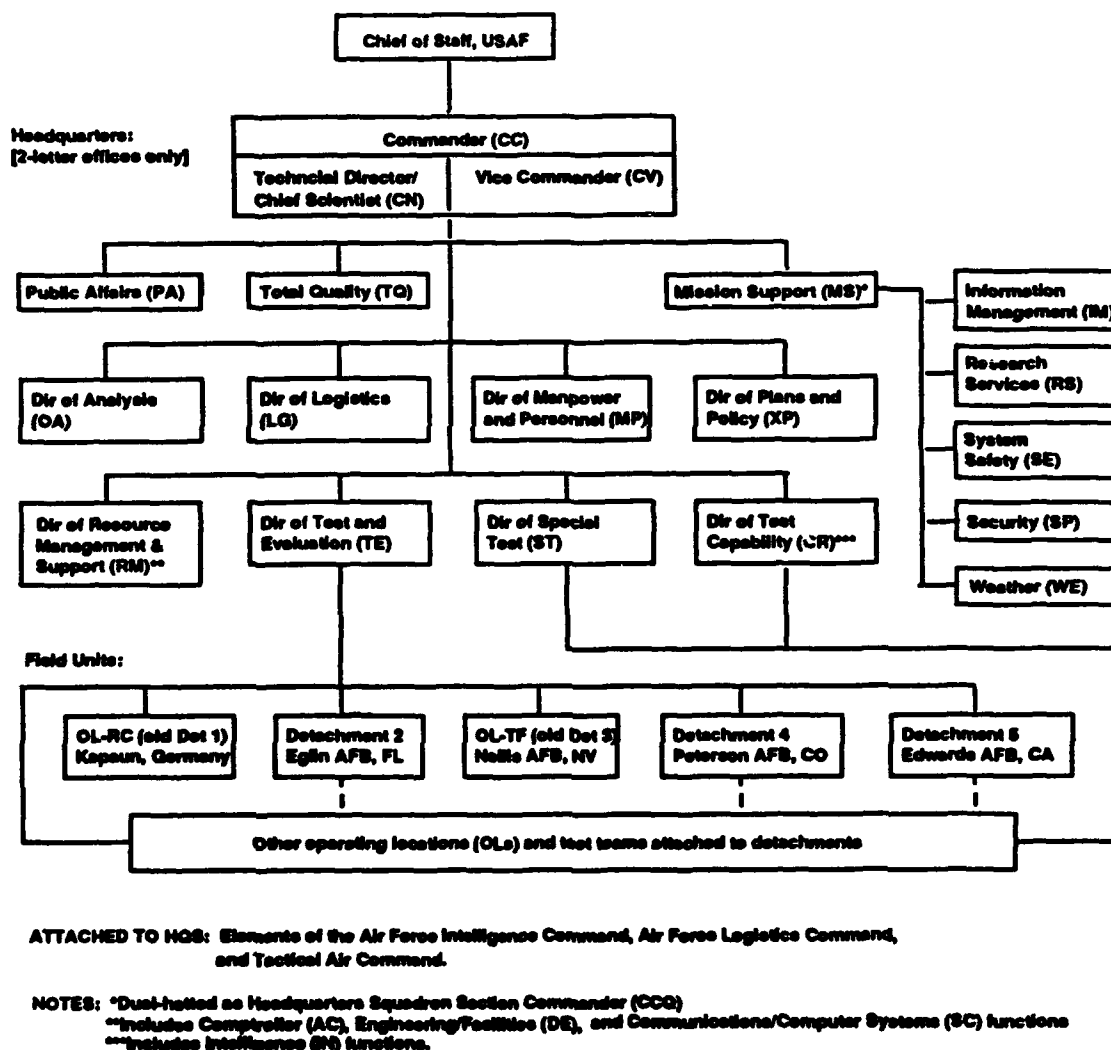 Chief of Staff, USAF
Headquarters:
[2-letter offices only]
Commander (CC)
Techncial Director/
Chief Scientist (CN)
Vice Commander (CV)
Public Affairs (PA)
Total Quality (TQ)
Mission Support (MS)*
Information
Management (IM)
Research
Services (RS)
System
Safety (SE)
Security (SP)
Weather (WE)
Dir of Analysis
(OA)
Dir of Logistics
(LG)
Dir of Manpower
and Personnel (MP)
Dir of Plans and
Policy (XP)
Dir of Resource
Management &
Support (RM)**
Dir of Test and
Evaluation (TE)
Dir of Special
Test (ST)
Dir of Test
Capability (CR)***
Field Units:
OL-RC (old Det 1)
Kapaun, Germany
Detachment 2
Eglin AFB, FL
OL-TF (old Det 3)
Nellis AFB, NV
Detachment 4
Peterson AFB, CO
Detachment 5
Edwards AFB, CA
Other operating locations (OLs) and test teams attached to detachments
ATTACHED TO HQS: Elements of the Air Force Intelligence Command, Air Force Logistics Command,
and Tactical Air Command.
NOTES: *Dual-hatted as Headquarters Squadron Section Commander (CCQ)
**Includes Comptroller (AC), Engineering/Facilities (DE), and Communications/Computer Systems (SC) functions
***Includes Intelligence (IN) functions.